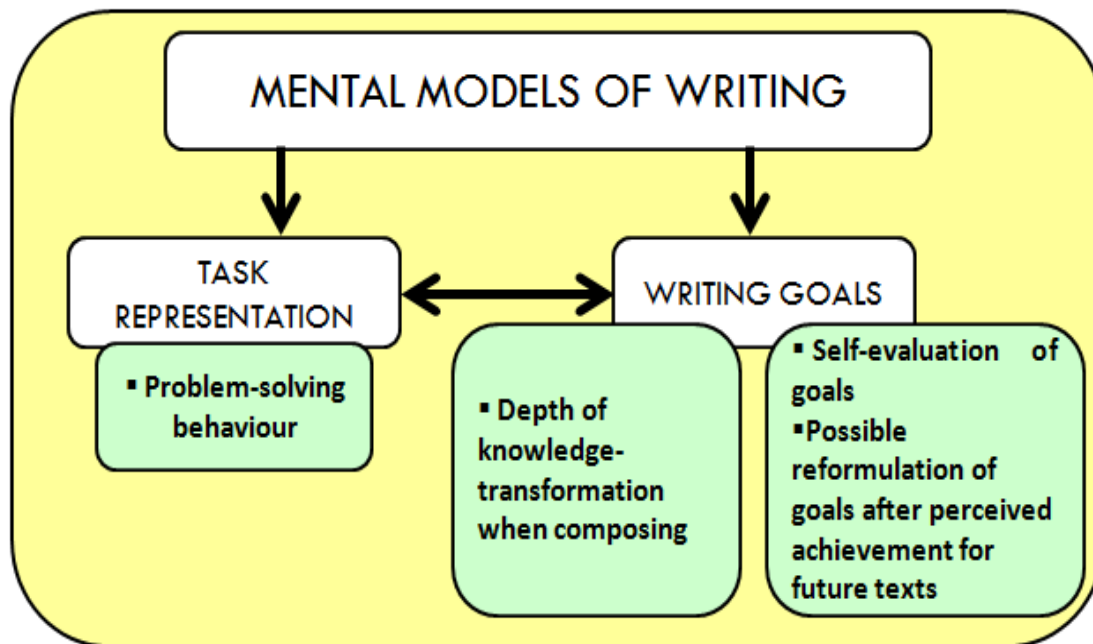 MENTAL MODELS OF WRITING
TASK
REPRESENTATION
WRITING GOALS
▪ Problem-solving
behaviour
▪ Depth of
knowledge-
transformation
when composing
▪ Self-evaluation of
goals
▪Possible
reformulation of
goals after perceived
achievement for
future texts